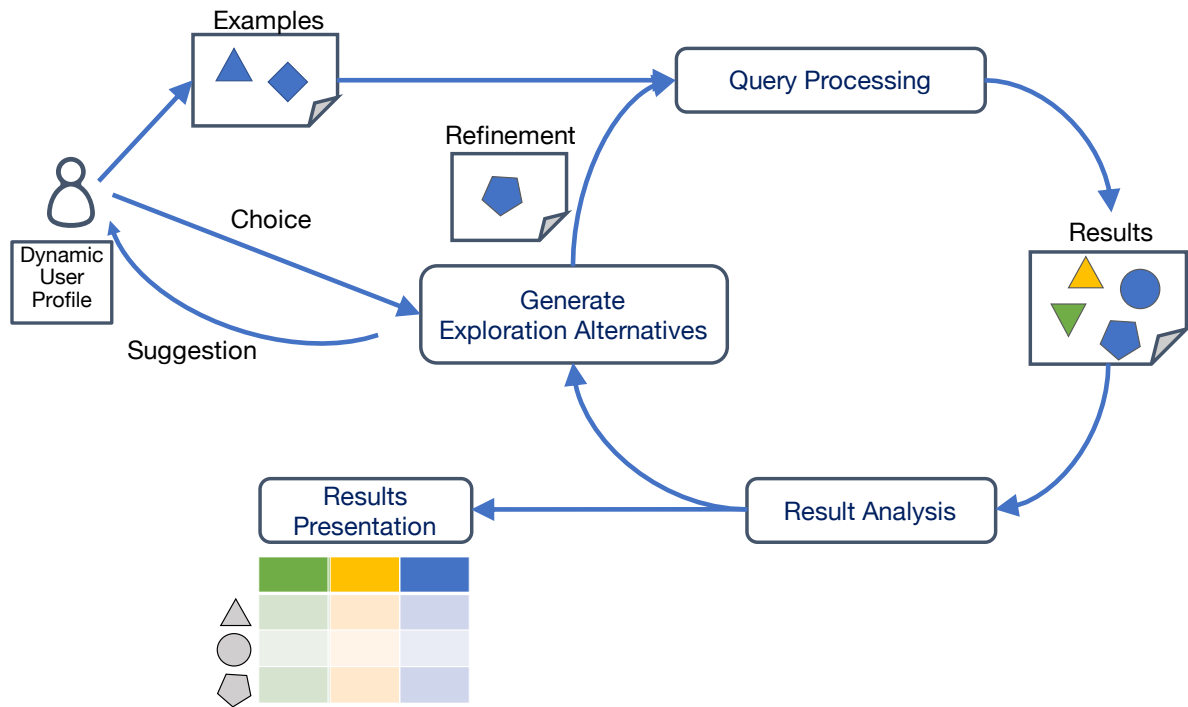 Examples
Query Processing
Refinement
Choice
Dynamic
User
Profile
Results
Generate
Exploration Alternatives
Suggestion
Results
Presentation
Result Analysis